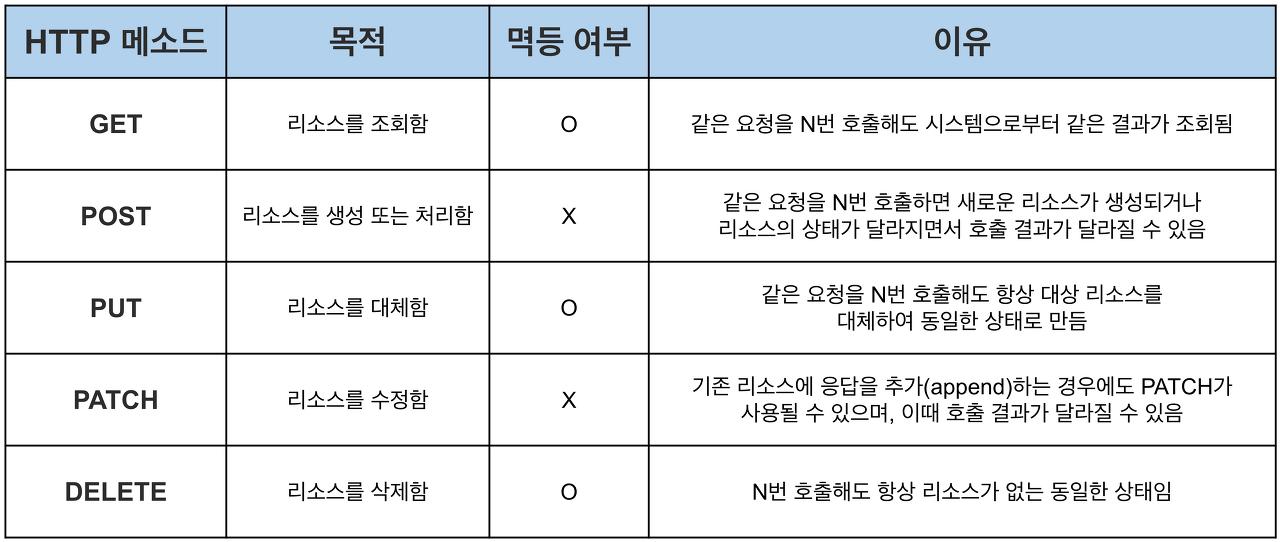 HTTP 메소드 목적 멱등 여부 이유
GET 리소스를 조회함 O 같은 요청을 N번 호출해도 시스템으로부터 같은 결과가 조회됨
POST 리소스를 생성 또는 처리함 X 같은 요청을 N번 호출하면 새로운 리소스가 생성되거나
리소스의 상태가 달라지면서 호출 결과가 달라질 수 있음
PUT 리소스를 대체함 O 같은 요청을 N번 호출해도 항상 대상 리소스를
대체하여 동일한 상태로 만듬
PATCH 리소스를 수정함 X 기존 리소스에 응답을 추가(append)하는 경우에도 PATCH가
사용될 수 있으며, 이때 호출 결과가 달라질 수 있음
DELETE 리소스를 삭제함 O N번 호출해도 항상 리소스가 없는 동일한 상태임